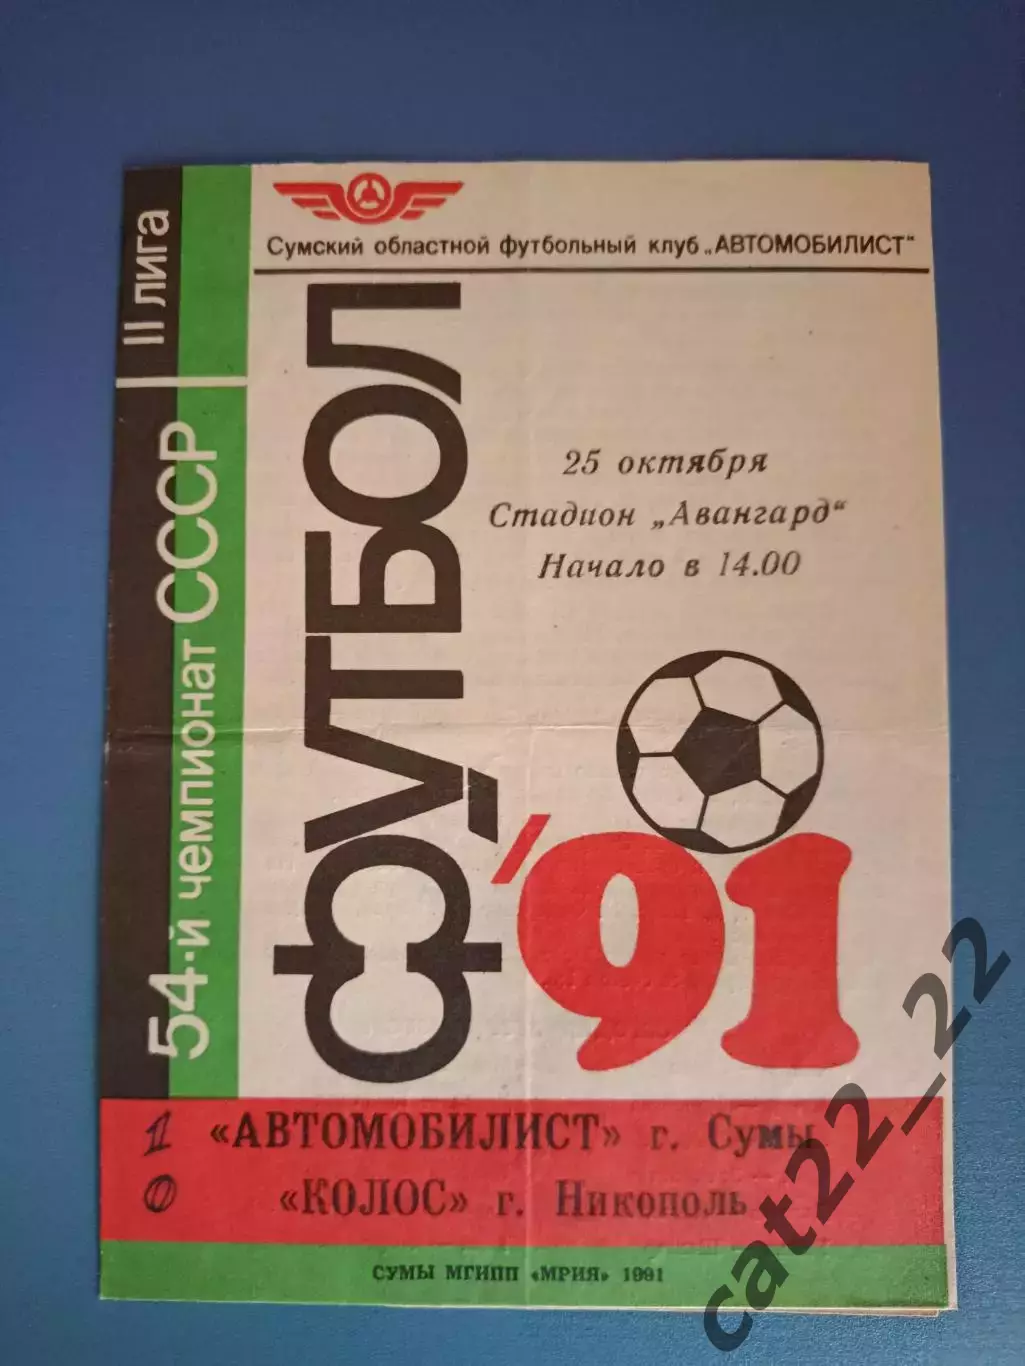 Сумский областной футбольный клуб „АВТОМОБИЛИСТ"
54-й чемпионат СССР II лига
ФУТБОЛ
25 октября
Стадион „Авангард"
Начало в 14.00
'91
1 «АВТОМОБИЛИСТ» г. Сумы
0 «КОЛОС» г. Никополь
СУМЫ МГИПП «МРИЯ» 1991
cat22_22